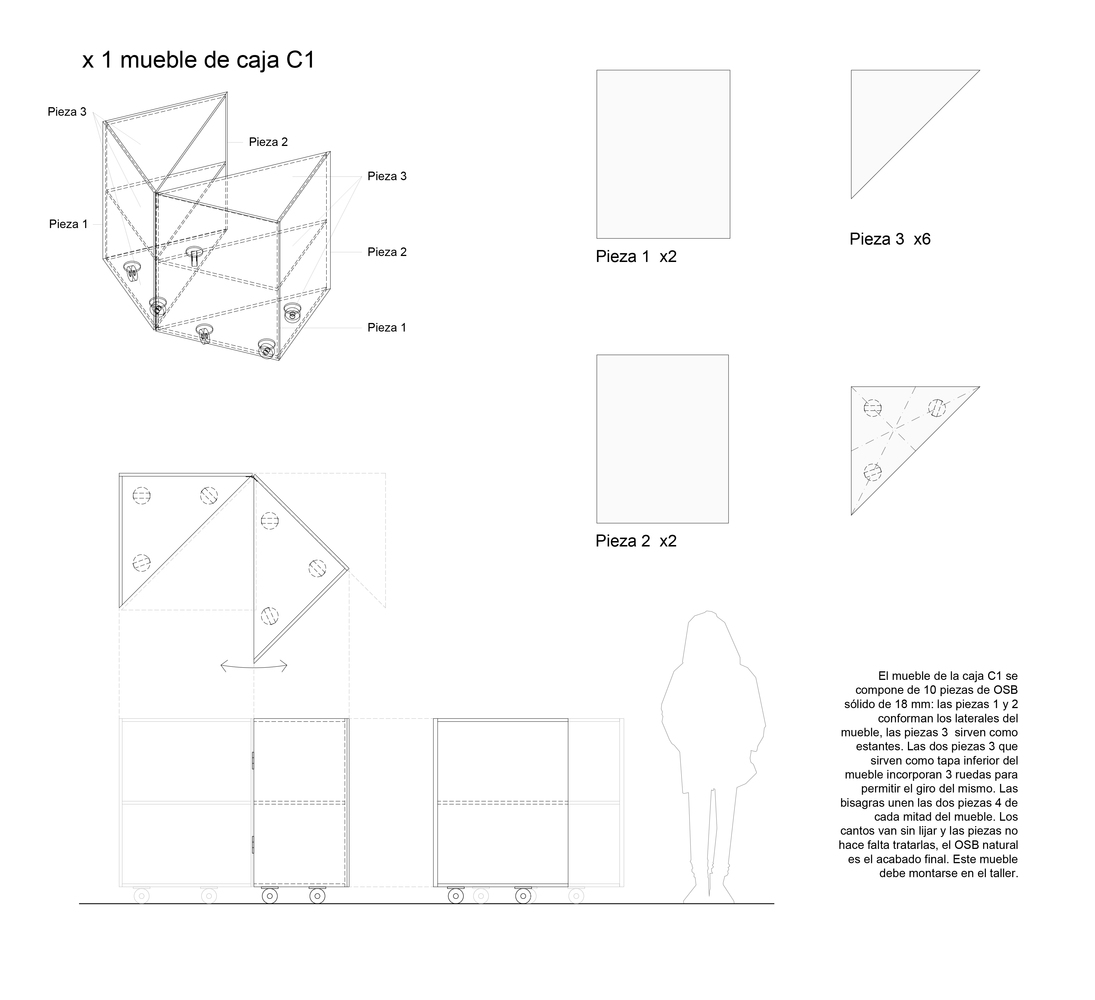 x 1 mueble de caja C1
Pieza 3
Pieza 2
Pieza 3
Pieza 1
Pieza 2
Pieza 1
Pieza 1  x2
Pieza 3  x6
Pieza 2  x2
El mueble de la caja C1 se
compone de 10 piezas de OSB
sólido de 18 mm: las piezas 1 y 2
conforman los laterales del
mueble, las piezas 3  sirven como
estantes. Las dos piezas 3 que
sirven como tapa inferior del
mueble incorporan 3 ruedas para
permitir el giro del mismo. Las
bisagras unen las dos piezas 4 de
cada mitad del mueble. Los
cantos van sin lijar y las piezas no
hace falta tratarlas, el OSB natural
es el acabado final. Este mueble
debe montarse en el taller.